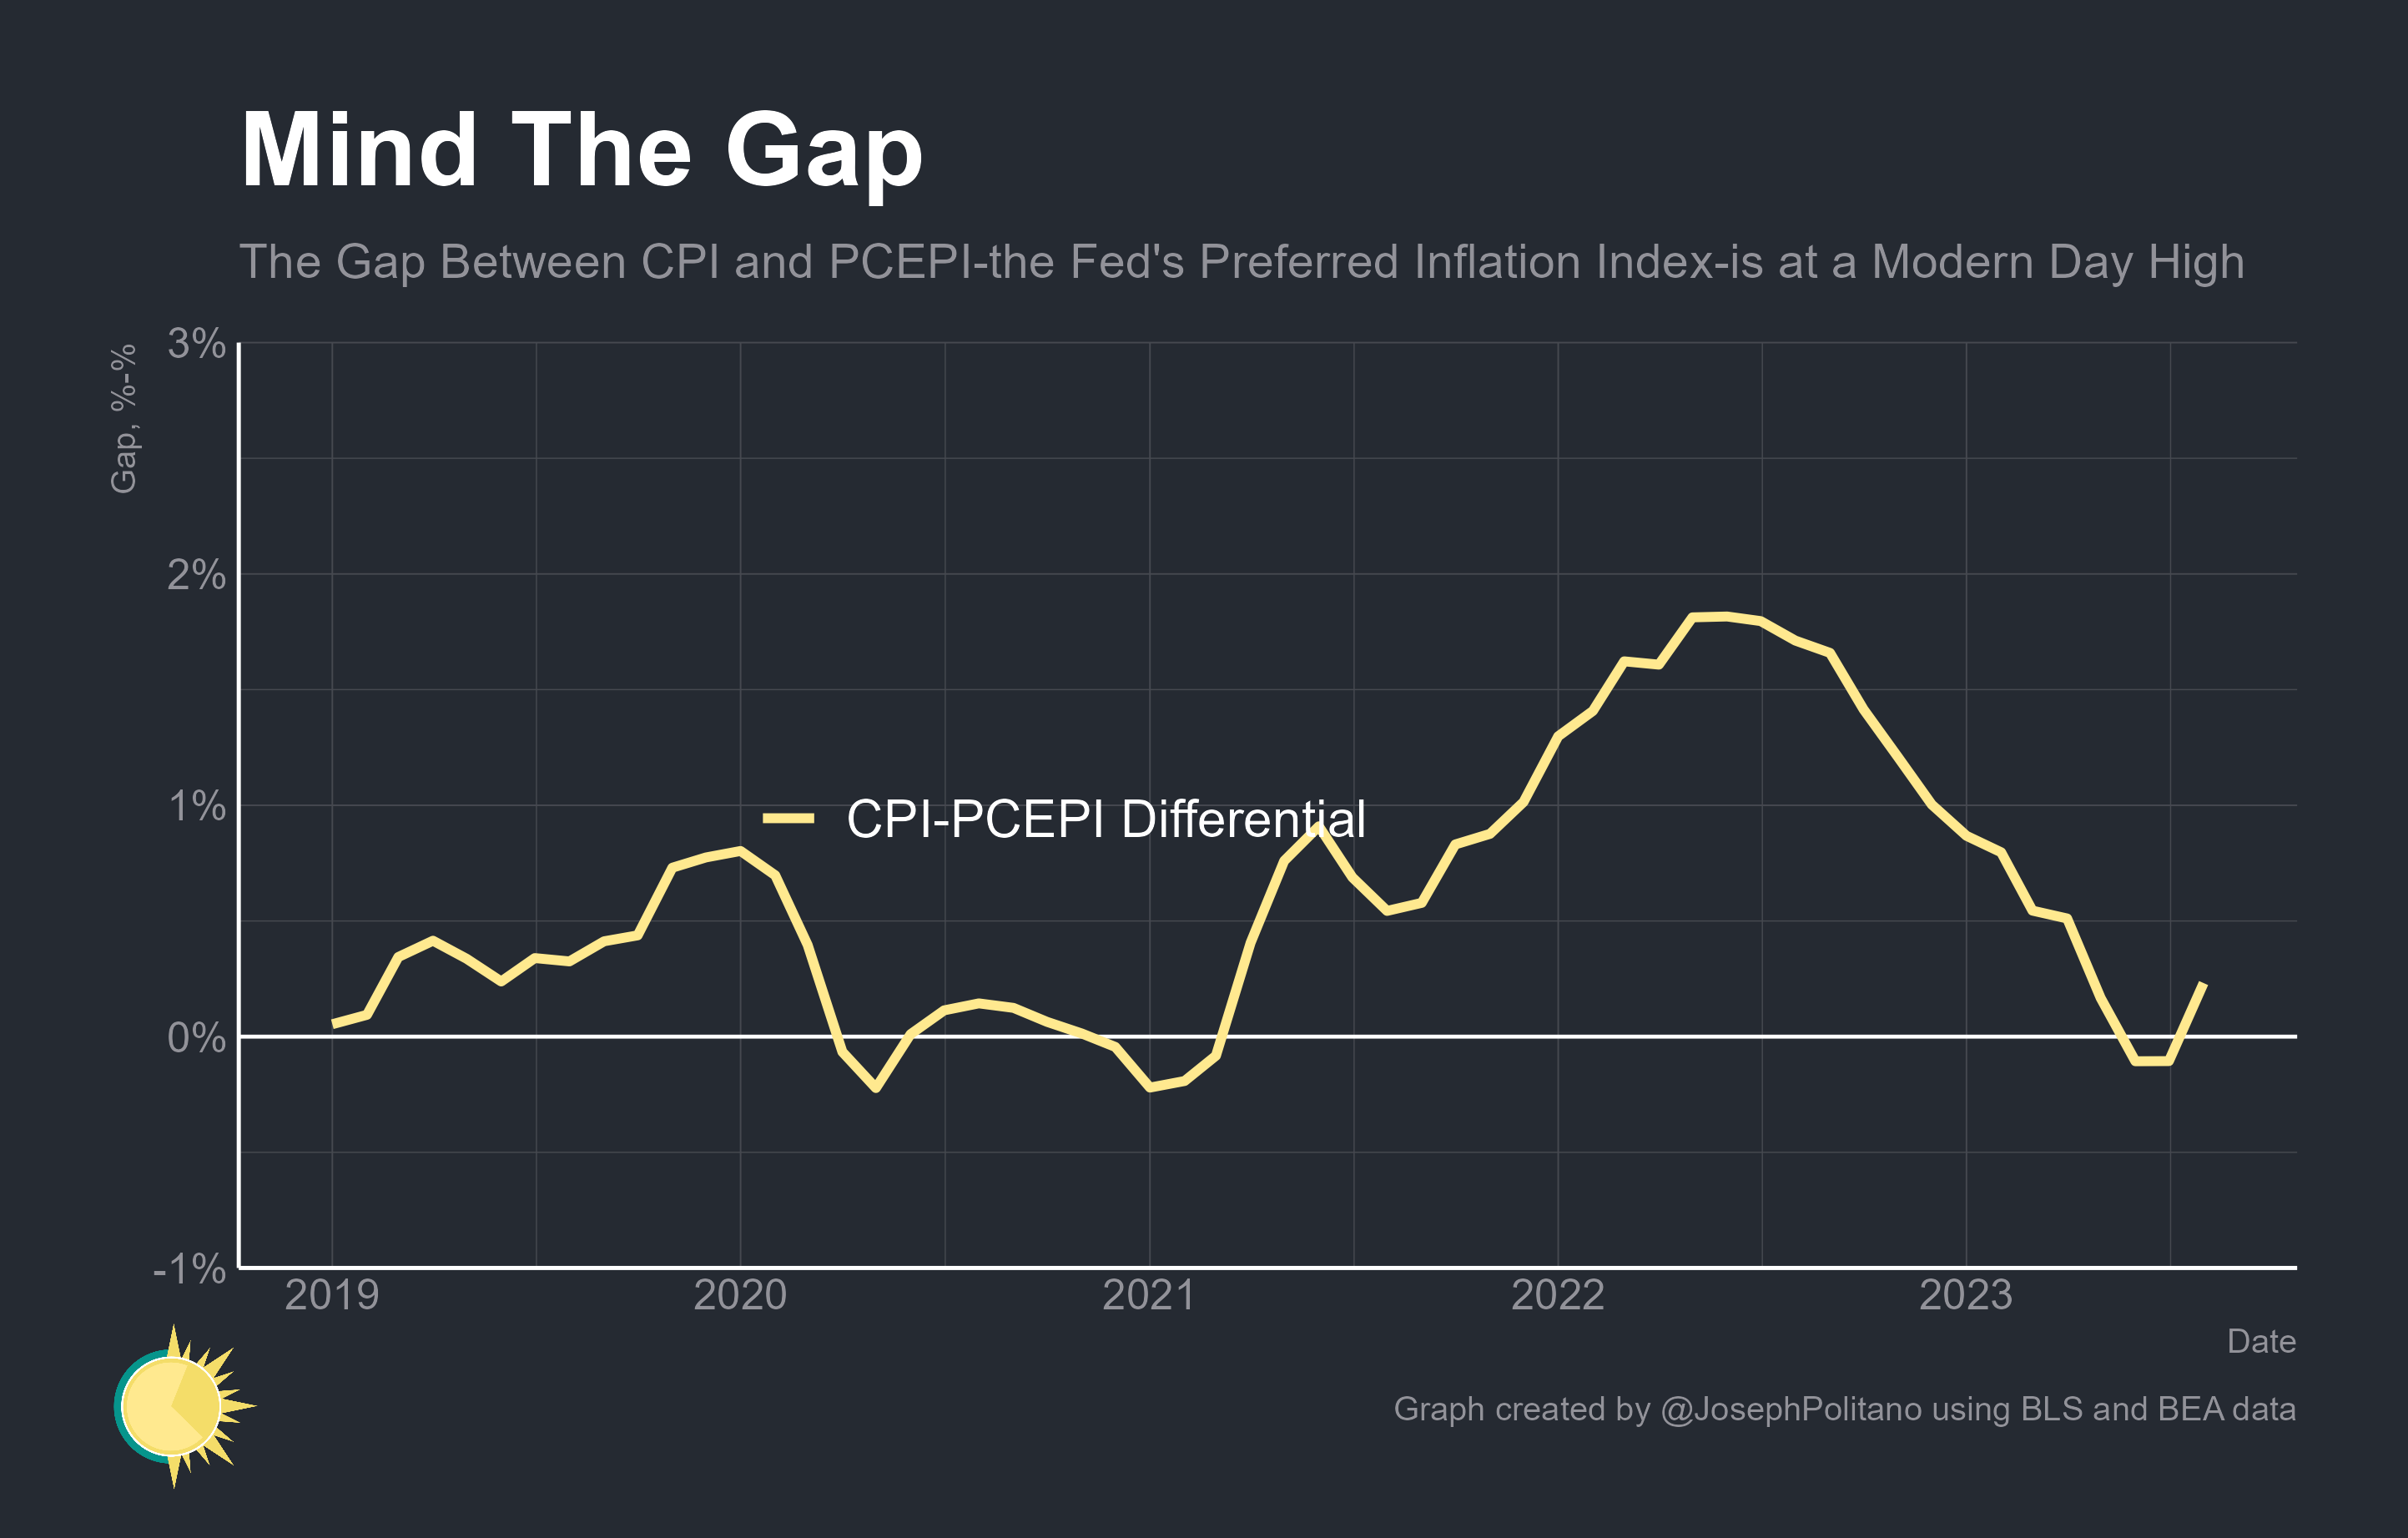 Mind The Gap
The Gap Between CPI and PCEPI-the Fed's Preferred Inflation Index-is at a Modern Day High
Gap, %-%
3%
2%
1%
0%
-1%
CPI-PCEPI Differential
2019
2020
2021
2022
2023
Date
Graph created by @JosephPolitano using BLS and BEA data